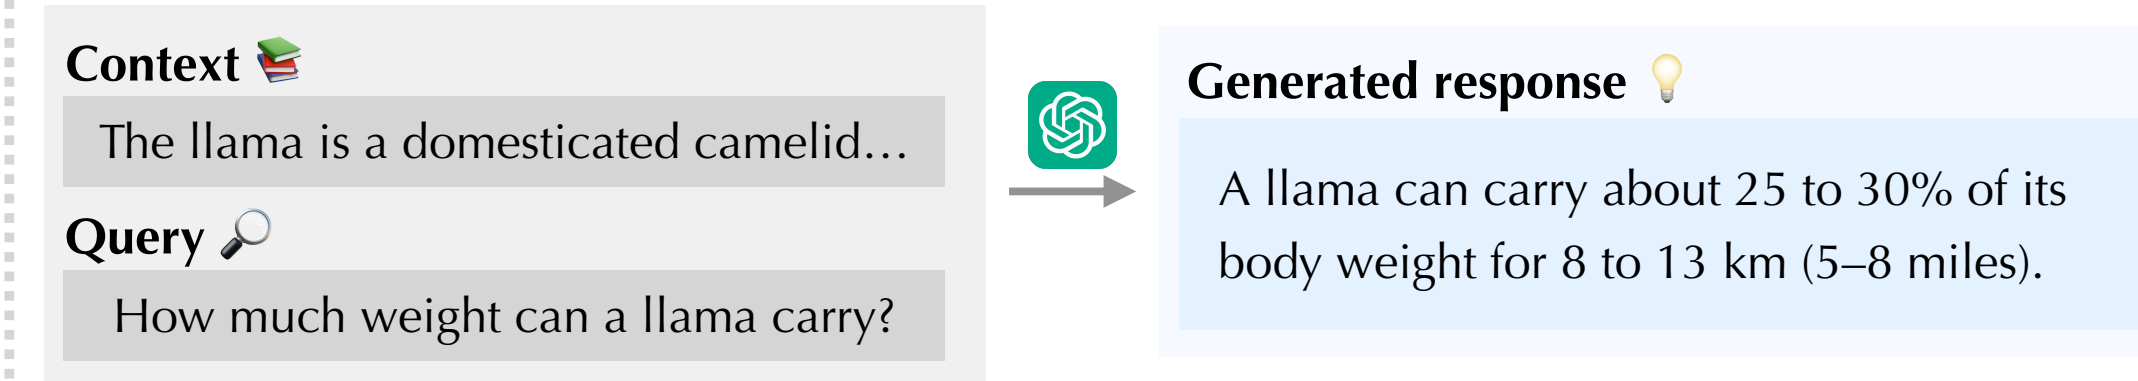 Context
The llama is a domesticated camelid…
Query
How much weight can a llama carry?
Generated response
A llama can carry about 25 to 30% of its
body weight for 8 to 13 km (5–8 miles).